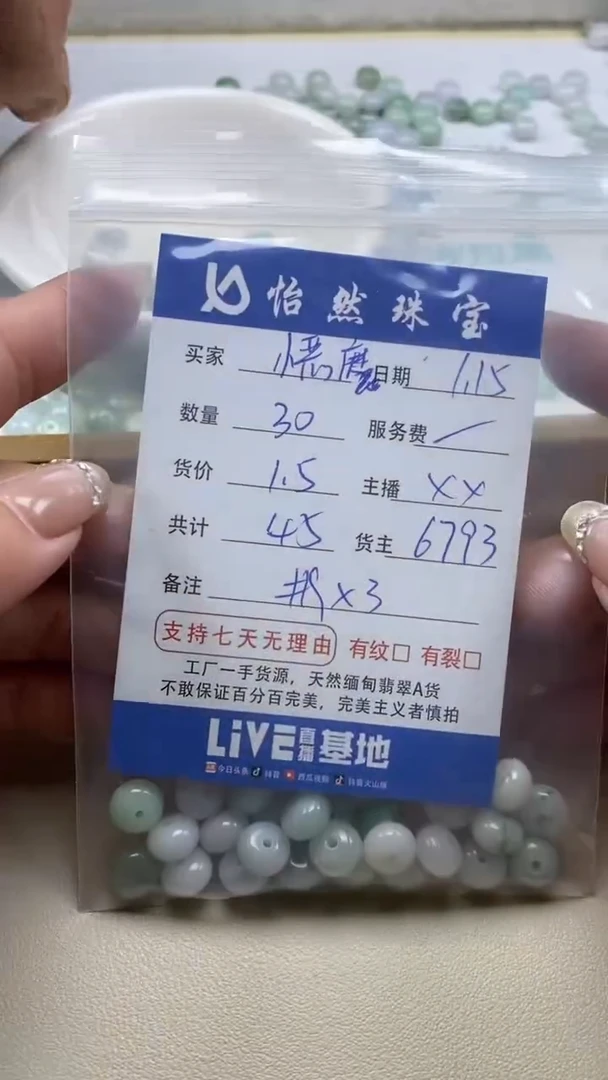 怡然珠宝
买家 日期 1.15
数量 30 服务费 /
货价 1.5 主播 XX
共计 45 货主 6793
备注 x3
支持七天无理由 有纹□ 有裂□
工厂一手货源，天然缅甸翡翠A货
不敢保证百分百完美，完美主义者慎拍
LiVE直播基地
今日头条 抖音 西瓜视频 抖音火山版